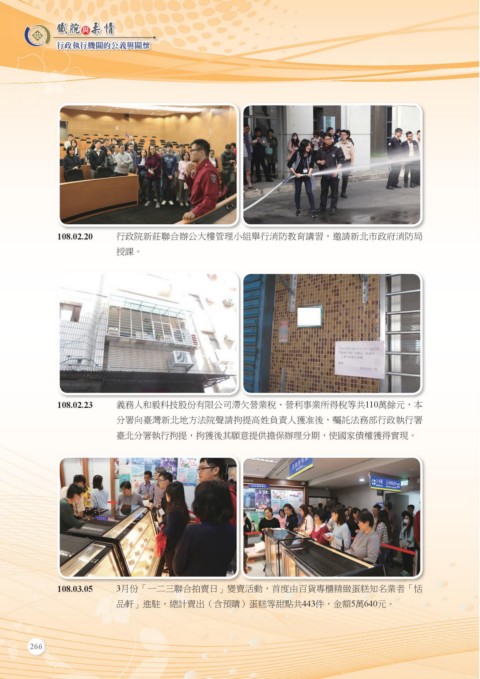 鐵腕與柔情
行政執行機關的公義與關懷
108.02.20 行政院新莊聯合辦公大樓管理小組舉行消防教育講習，邀請新北市政府消防局
授課。
108.02.23 義務人和毅科技股份有限公司滯欠營業稅、營利事業所得稅等共110萬餘元，本
分署向臺灣新北地方法院聲請拘提高姓負責人獲准後，囑託法務部行政執行署
臺北分署執行拘提，拘獲後其願意提供擔保辦理分期，使國家債權獲得實現。
108.03.05 3月份「一二三聯合拍賣日」變賣活動，首度由百貨專櫃精緻蛋糕知名業者「恬
品軒」進駐，總計賣出（含預購）蛋糕等甜點共443件，金額5萬640元。
266